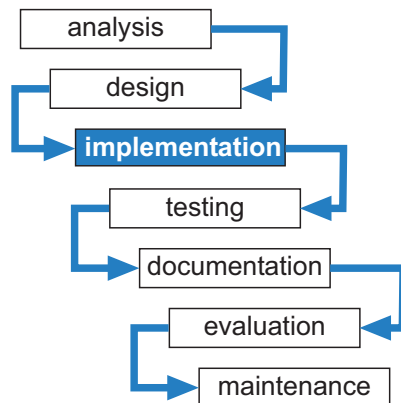 analysis
design
implementation
testing
documentation
evaluation
maintenance